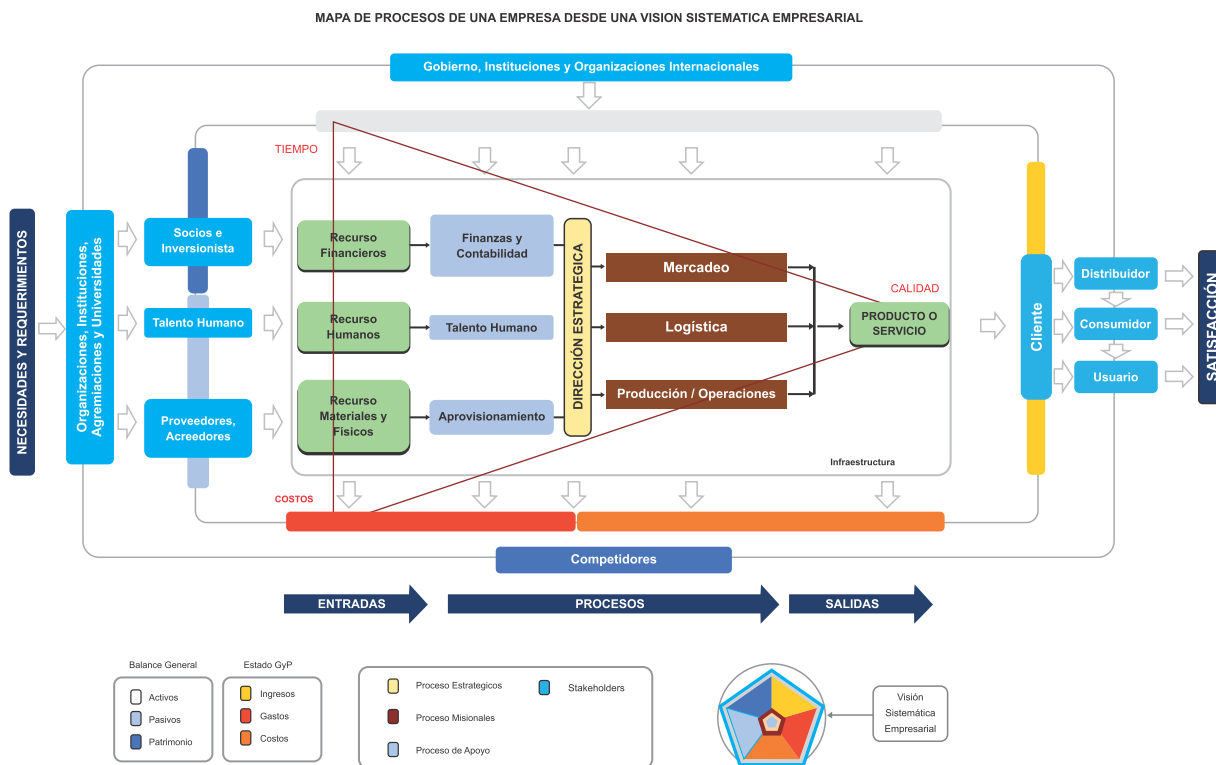 MAPA DE PROCESOS DE UNA EMPRESA DESDE UNA VISION SISTEMATICA EMPRESARIAL
Gobierno, Instituciones y Organizaciones Internacionales
TIEMPO
NECESIDADES Y REQUERIMIENTOS
Organizaciones, Instituciones,
Agremiaciones y Universidades
Socios e
Inversionista
Talento Humano
Proveedores,
Acreedores
Recurso
Financieros
Recurso
Humanos
Recurso
Materiales y
Físicos
Finanzas y
Contabilidad
Talento Humano
Aprovisionamiento
DIRECCIÓN ESTRATEGICA
Mercadeo
Logística
Producción / Operaciones
CALIDAD
PRODUCTO O
SERVICIO
Infraestructura
Cliente
Distribuidor
Consumidor
Usuario
SATISFACCIÓN
COSTOS
Competidores
ENTRADAS
PROCESOS
SALIDAS
Balance General
Activos
Pasivos
Patrimonio
Estado GyP
Ingresos
Gastos
Costos
Proceso Estrategicos
Stakeholders
Proceso Misionales
Proceso de Apoyo
Visión
Sistemática
Empresarial